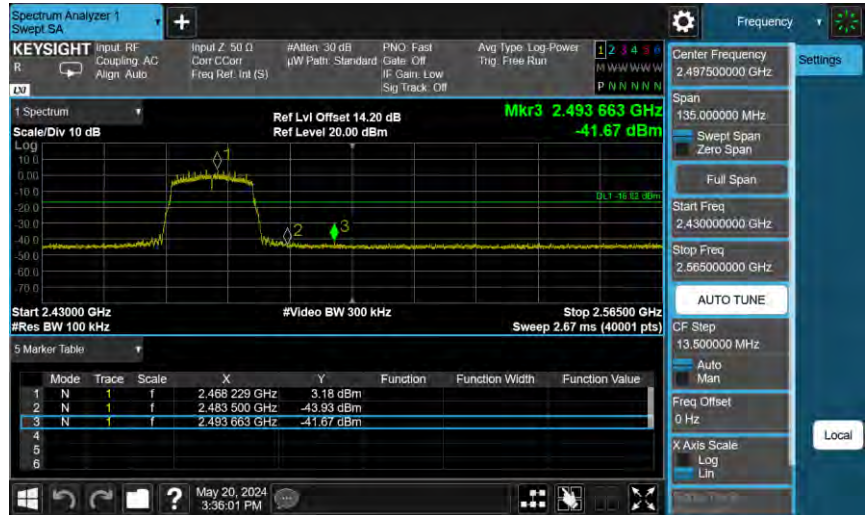 Spectrum Analyzer 1
Swept SA
Frequency
KEYSIGHT
R
LXI
Input: RF
Coupling: AC
Align: Auto
Input Z: 50 Ω
Corr CCorr
Freq Ref: Int (S)
#Atten: 30 dB
µW Path: Standard
PNO: Fast
Gate: Off
IF Gain: Low
Sig Track: Off
Avg Type: Log-Power
Trig: Free Run
1 2 3 4 5 6
M W W W W W
P N N N N N
1 Spectrum
Scale/Div 10 dB
Ref Lvl Offset 14.20 dB
Ref Level 20.00 dBm
Mkr3 2.493 663 GHz
-41.67 dBm
Log
10.0
0.00
-10.0
-20.0
-30.0
-40.0
-50.0
-60.0
-70.0
1
2
3
DL1 -16.82 dBm
Start 2.43000 GHz
#Res BW 100 kHz
#Video BW 300 kHz
Stop 2.56500 GHz
Sweep 2.67 ms (40001 pts)
5 Marker Table
Mode Trace Scale X Y Function Function Width Function Value
1 N 1 f 2.468 229 GHz 3.18 dBm
2 N 1 f 2.483 500 GHz -43.93 dBm
3 N 1 f 2.493 663 GHz -41.67 dBm
4
5
6
May 20, 2024
3:36:01 PM
?
Center Frequency
2.497500000 GHz
Span
135.000000 MHz
Swept Span
Zero Span
Full Span
Start Freq
2.430000000 GHz
Stop Freq
2.565000000 GHz
AUTO TUNE
CF Step
13.500000 MHz
Auto
Man
Freq Offset
0 Hz
X Axis Scale
Log
Lin
Settings
Local